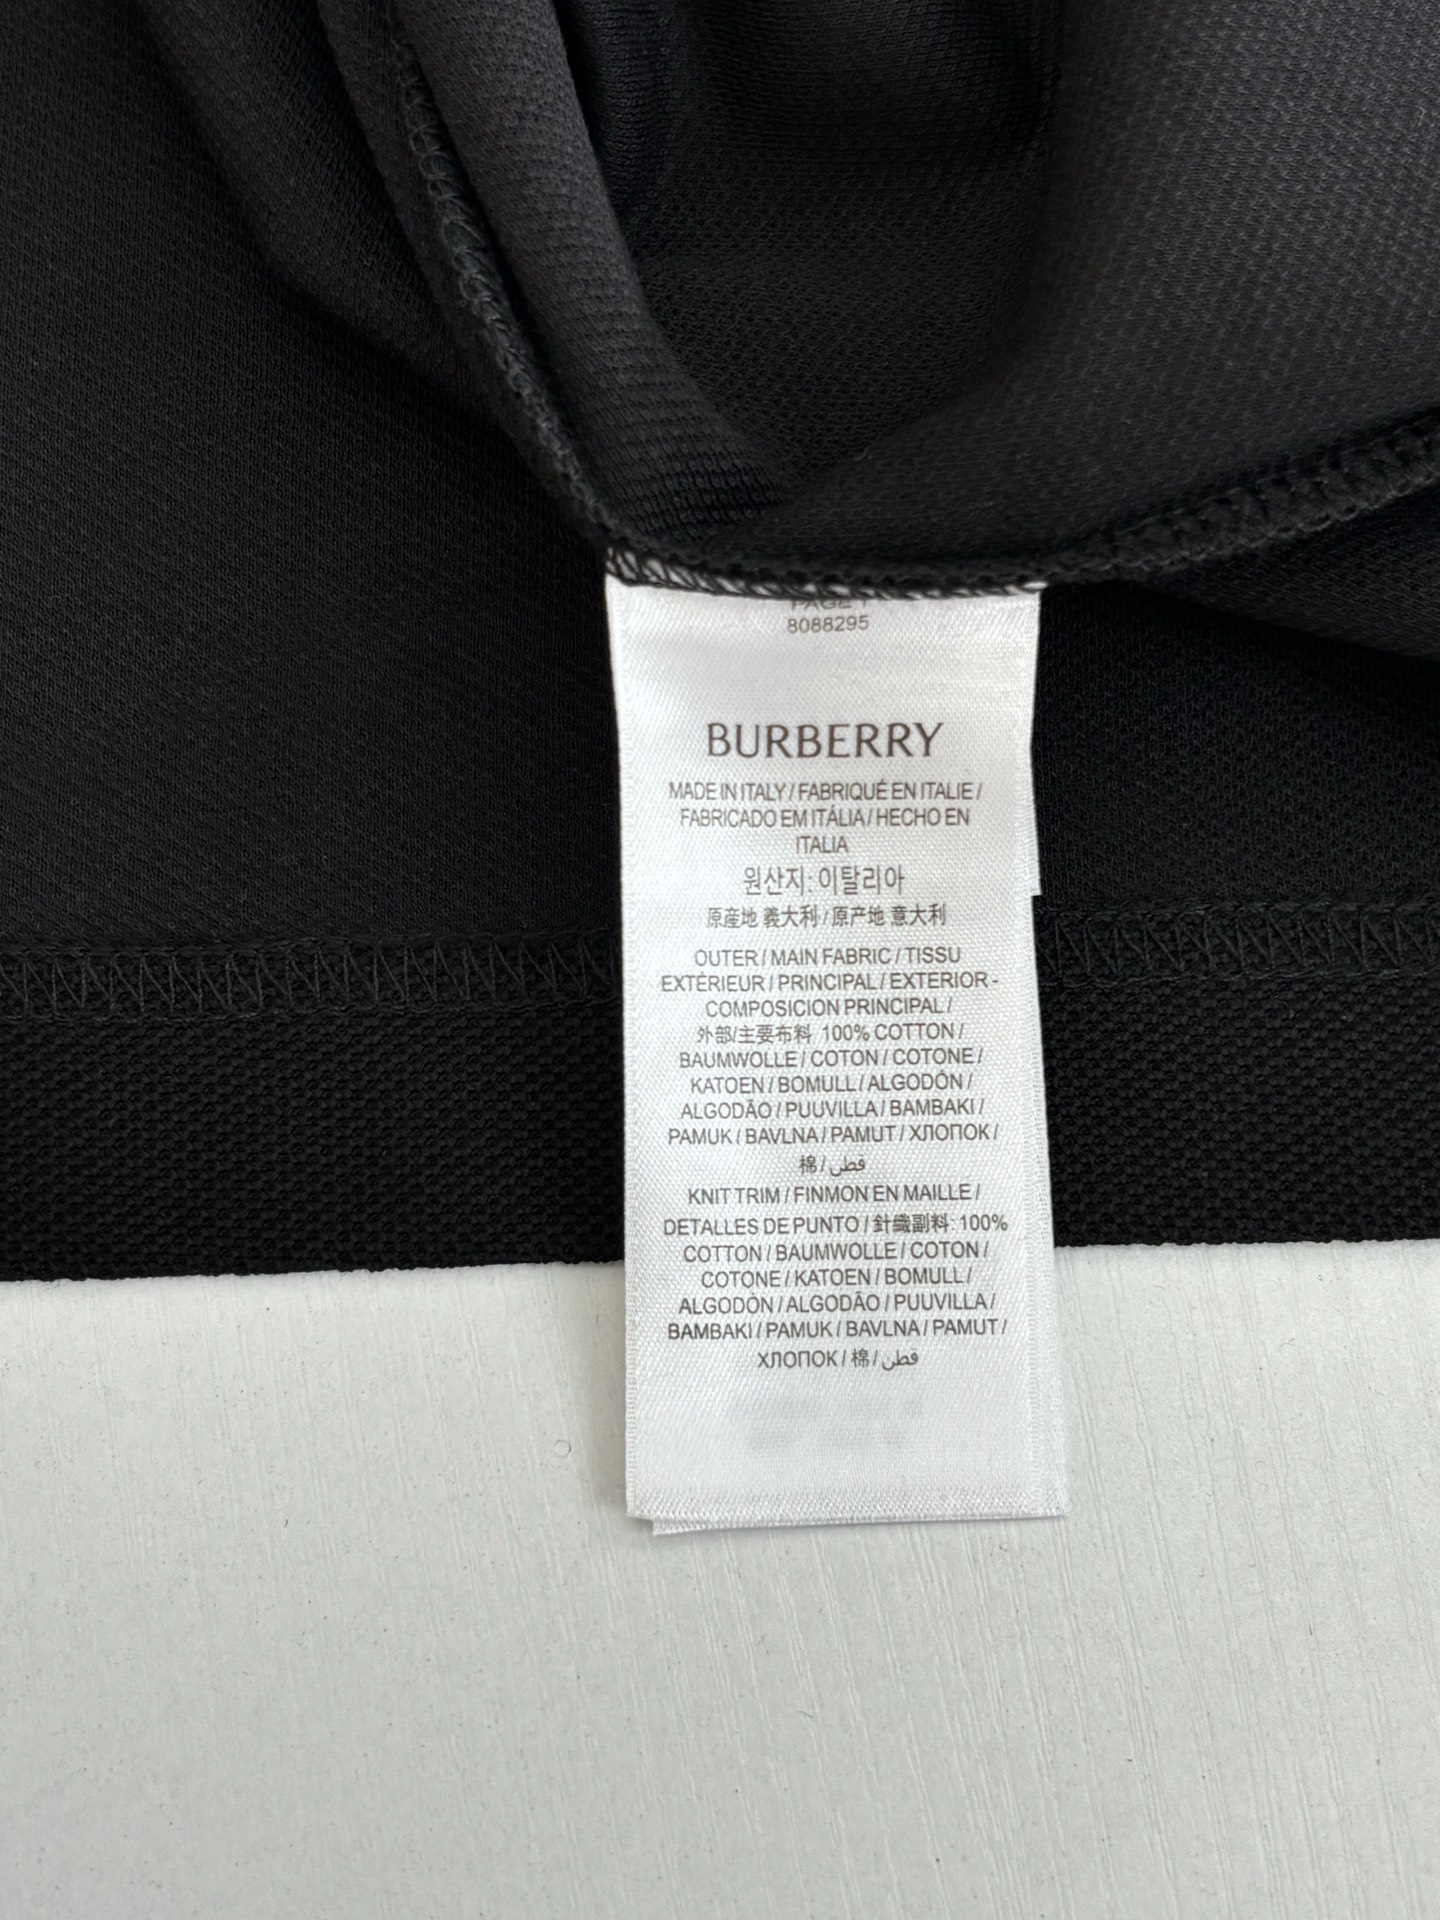 PAGE 1
8088295
BURBERRY
MADE IN ITALY / FABRIQUÉ EN ITALIE /
FABRICADO EM ITÁLIA / HECHO EN
ITALIA
원산지: 이탈리아
原産地 義大利 / 原产地 意大利
OUTER / MAIN FABRIC / TISSU
EXTÉRIEUR / PRINCIPAL / EXTERIOR -
COMPOSICION PRINCIPAL /
外部/主要布料 100% COTTON /
BAUMWOLLE / COTON / COTONE /
KATOEN / BOMULL / ALGODÓN /
ALGODÃO / PUUVILLA / BAMBAKI /
PAMUK / BAVLNA / PAMUT / ХЛОПОК /
棉 / قطن
KNIT TRIM / FINMON EN MAILLE /
DETALLES DE PUNTO / 針織副料: 100%
COTTON / BAUMWOLLE / COTON /
COTONE / KATOEN / BOMULL /
ALGODÓN / ALGODÃO / PUUVILLA /
BAMBAKI / PAMUK / BAVLNA / PAMUT /
ХЛОПОК / 棉 / قطن